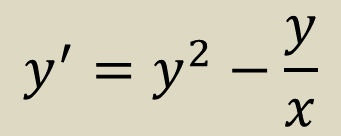 y′ = y² − y/x